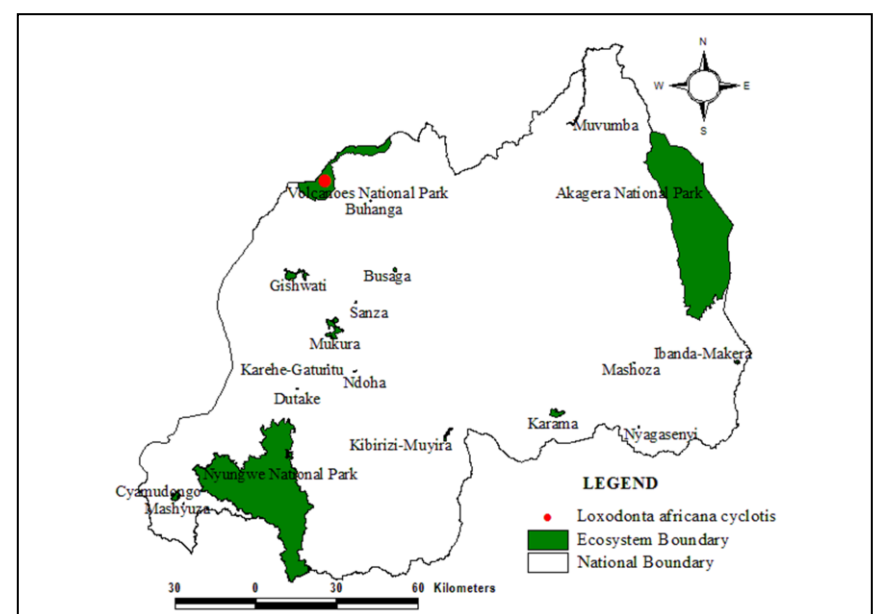 N
W E
S
Muvumba
Volcanoes National Park
Akagera National Park
Buhanga
Gishwati
Busaga
Sanza
Mukura
Ibanda-Makera
Karehe-Gaturitu
Mashoza
Ndoha
Dutake
Karama
Nyagasenyi
Kibirizi-Muyira
Nyungwe National Park
Cyamudongo
Mashyuza
LEGEND
Loxodonta africana cyclotis
Ecosystem Boundary
National Boundary
30 0 30 60 Kilometers